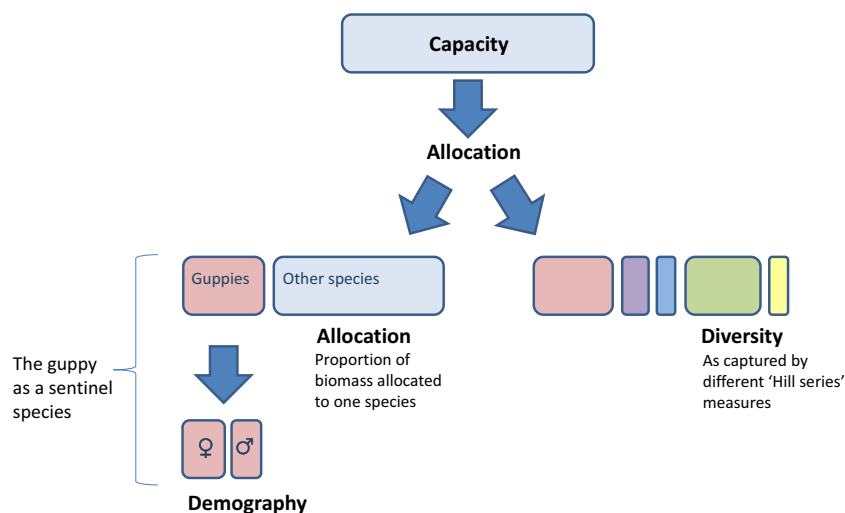 Capacity
Allocation
Guppies
Other species
Allocation
Proportion of
biomass allocated
to one species
Diversity
As captured by
different ‘Hill series’
measures
The guppy
as a sentinel
species
♀ ♂
Demography